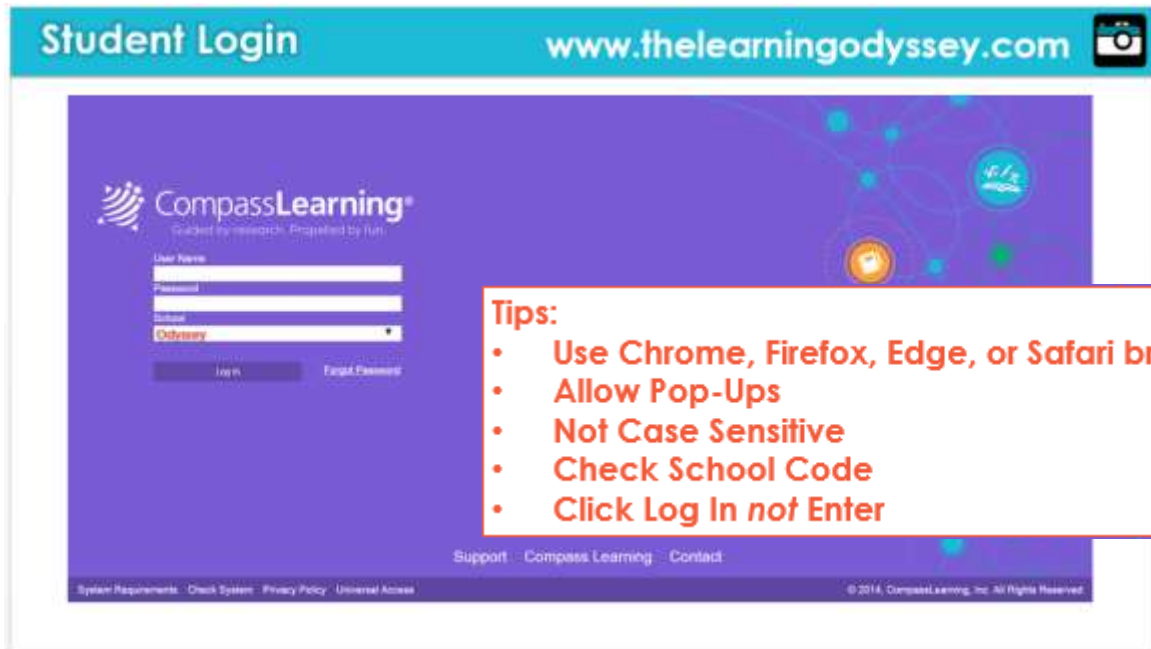 Student Login
www.thelearningodyssey.com
CompassLearning®
Guided by research. Propelled by fun.
User Name
Password
School
Odyssey
Log in
Forgot Password
Tips:
• Use Chrome, Firefox, Edge, or Safari br
• Allow Pop-Ups
• Not Case Sensitive
• Check School Code
• Click Log In not Enter
Support Compass Learning Contact
System Requirements Check System Privacy Policy Universal Access
© 2014, CompassLearning, Inc. All Rights Reserved.